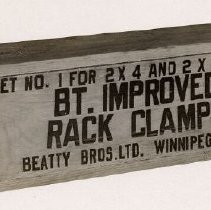 ET NO. 1 FOR 2 X 4 AND 2 X
BT. IMPROVED
RACK CLAMP
BEATTY BROS. LTD. WINNIPEG